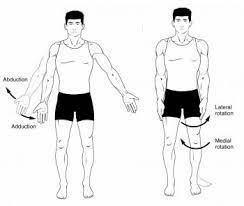 Abduction
Adduction
Lateral
rotation
Medial
rotation